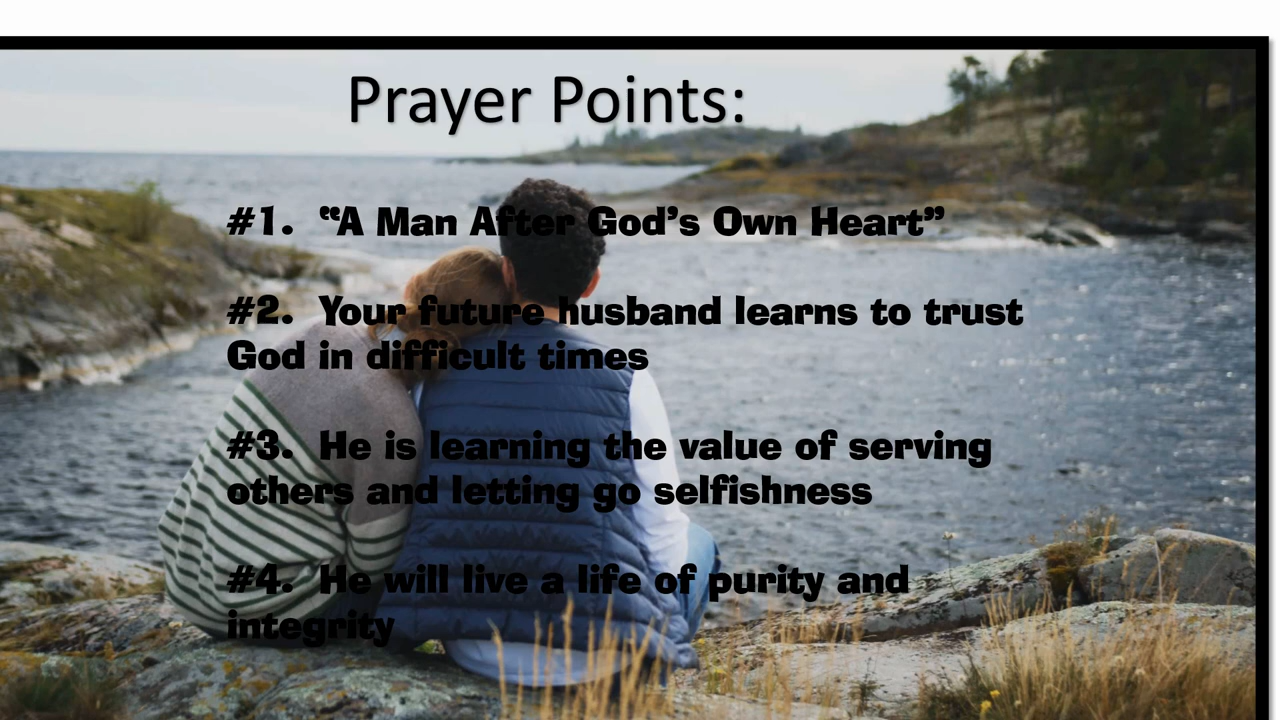 Prayer Points:
#1.  “A Man After God’s Own Heart”
#2.  Your future husband learns to trust
God in difficult times
#3.  He is learning the value of serving
others and letting go selfishness
#4.  He will live a life of purity and
integrity